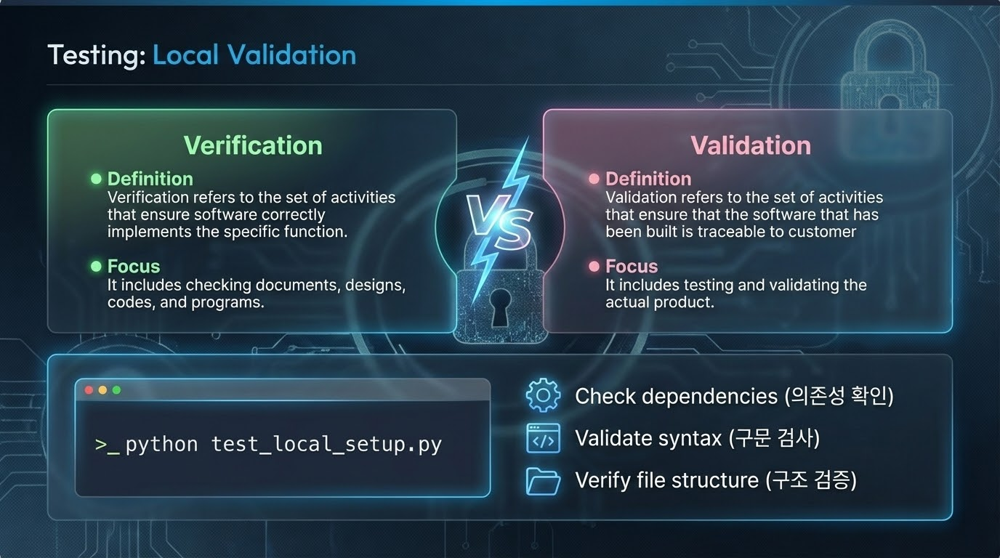 Testing: Local Validation
Verification
Definition
Verification refers to the set of activities
that ensure software correctly
implements the specific function.
Focus
It includes checking documents, designs,
codes, and programs.
VS
Validation
Definition
Validation refers to the set of activities
that ensure that the software that has
been built is traceable to customer
Focus
It includes testing and validating the
actual product.
>_ python test_local_setup.py
Check dependencies (의존성 확인)
</> Validate syntax (구문 검사)
Verify file structure (구조 검증)